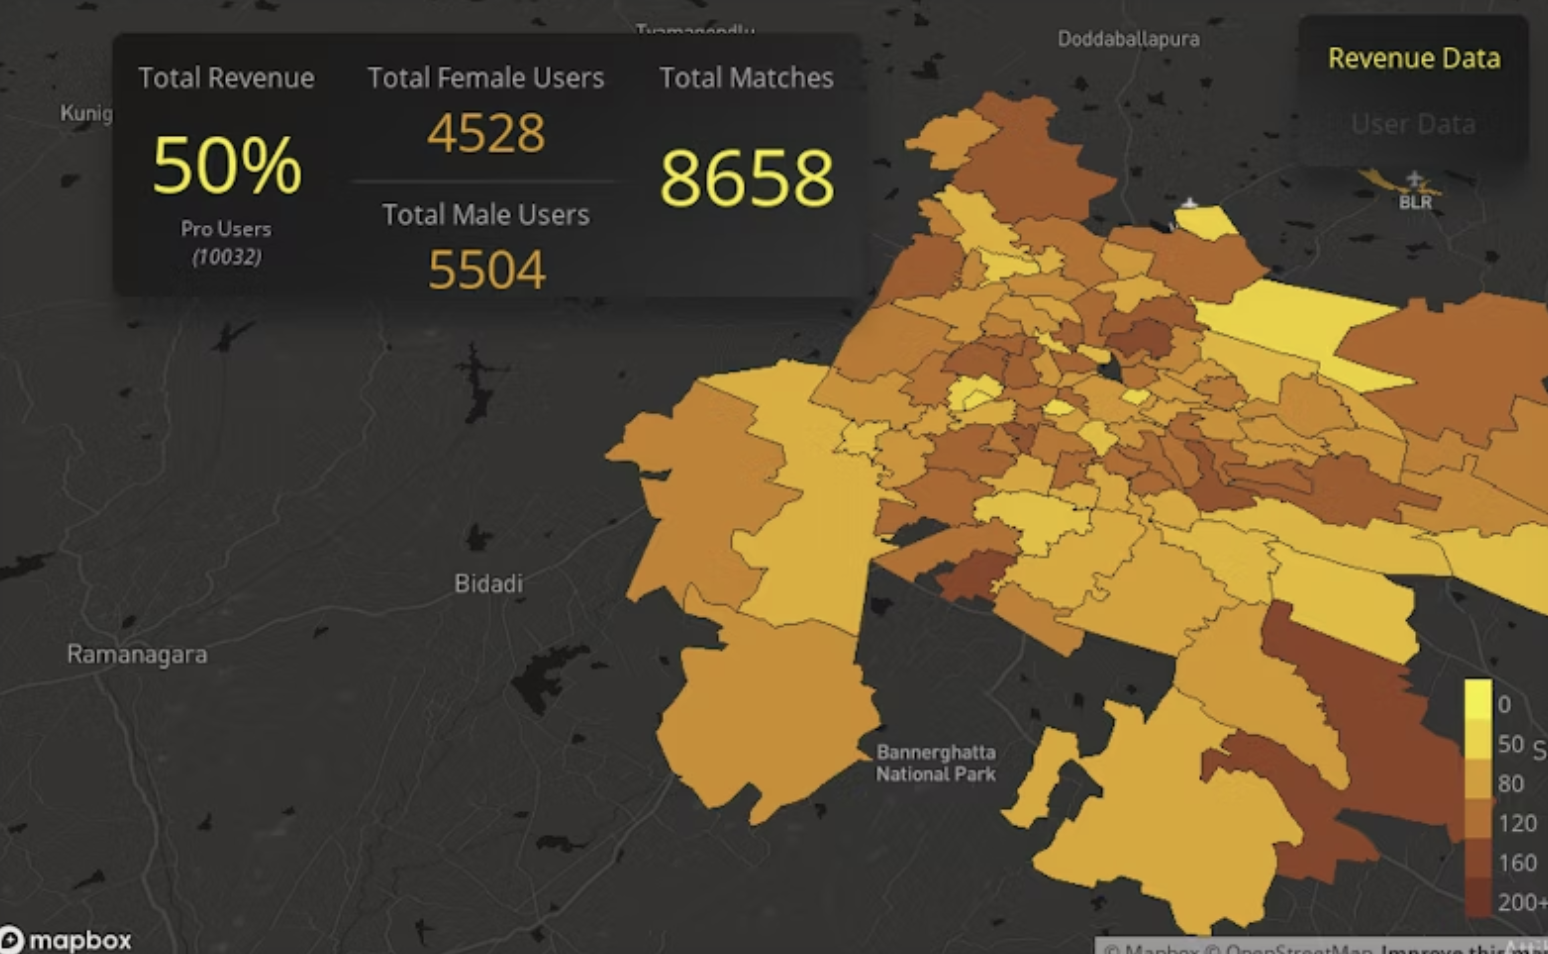 Doddaballapura
Kunig
Total Revenue
50%
Pro Users
(10032)
Total Female Users
4528
Total Male Users
5504
Total Matches
8658
Revenue Data
User Data
BLR
Bidadi
Ramanagara
Bannerghatta
National Park
0
50
80
120
160
200+
S
mapbox
© Mapbox © OpenStreetMap Improve this map